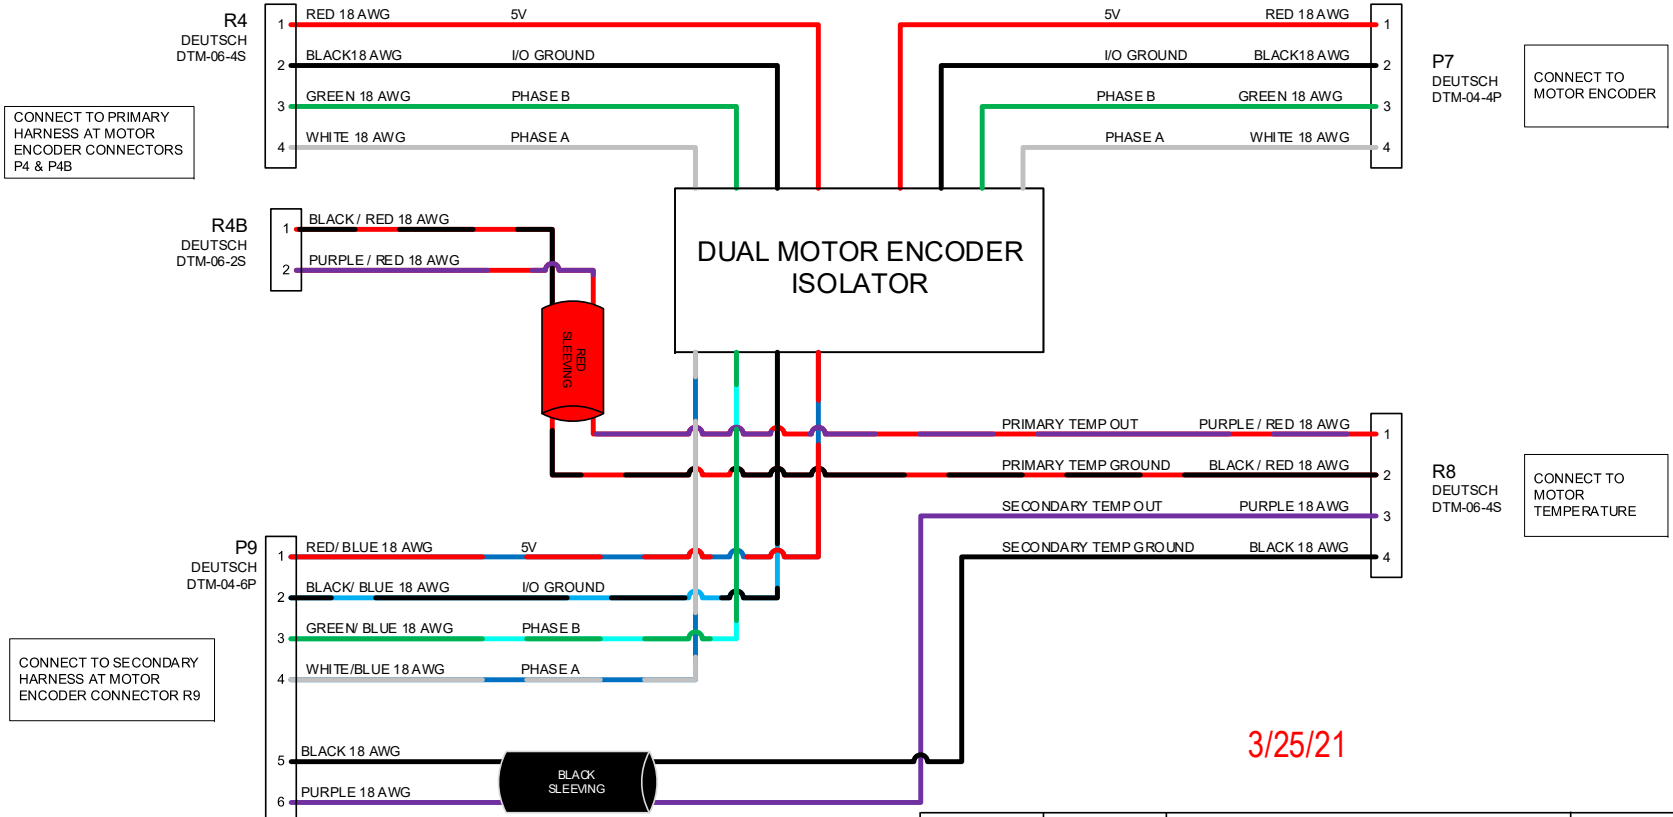 R4
DEUTSCH
DTM-06-4S
1
RED 18 AWG
5V
2
BLACK18 AWG
I/O GROUND
3
GREEN 18 AWG
PHASE B
4
WHITE 18 AWG
PHASE A
5V
RED 18 AWG
1
I/O GROUND
BLACK18 AWG
2
PHASE B
GREEN 18 AWG
3
PHASE A
WHITE 18 AWG
4
P7
DEUTSCH
DTM-04-4P
CONNECT TO
MOTOR ENCODER
CONNECT TO PRIMARY
HARNESS AT MOTOR
ENCODER CONNECTORS
P4 & P4B
R4B
DEUTSCH
DTM-06-2S
1
BLACK / RED 18 AWG
2
PURPLE / RED 18 AWG
DUAL MOTOR ENCODER
ISOLATOR
RED
SLEEVING
PRIMARY TEMP OUT
PURPLE / RED 18 AWG
1
PRIMARY TEMP GROUND
BLACK / RED 18 AWG
2
SECONDARY TEMP OUT
PURPLE 18 AWG
3
SECONDARY TEMP GROUND
BLACK 18 AWG
4
R8
DEUTSCH
DTM-06-4S
CONNECT TO
MOTOR
TEMPERATURE
P9
DEUTSCH
DTM-04-6P
1
RED/ BLUE 18 AWG
5V
2
BLACK/ BLUE 18 AWG
I/O GROUND
3
GREEN/ BLUE 18 AWG
PHASE B
4
WHITE/BLUE 18 AWG
PHASE A
5
BLACK 18 AWG
6
PURPLE 18 AWG
CONNECT TO SECONDARY
HARNESS AT MOTOR
ENCODER CONNECTOR R9
BLACK
SLEEVING
3/25/21